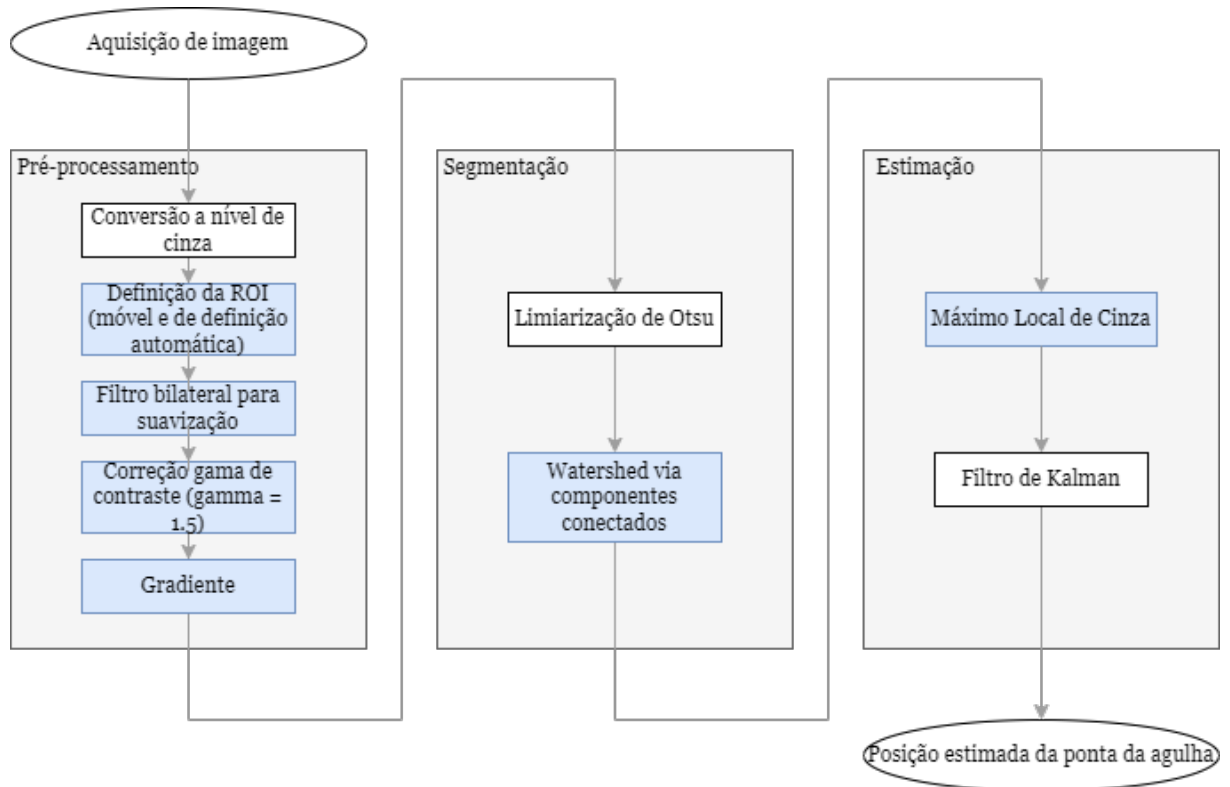 Aquisição de imagem
Pré-processamento
Conversão a nível de
cinza
Definição da ROI
(móvel e de definição
automática)
Filtro bilateral para
suavização
Correção gama de
contraste (gamma =
1.5)
Gradiente
Segmentação
Limiarização de Otsu
Watershed via
componentes
conectados
Estimação
Máximo Local de Cinza
Filtro de Kalman
Posição estimada da ponta da agulha